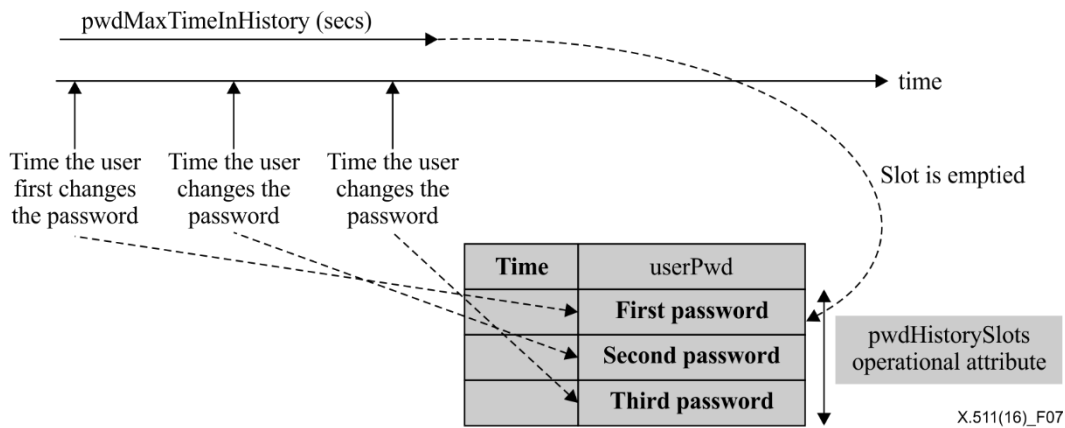 pwdMaxTimeInHistory (secs)
time
Time the user
first changes
the password
Time the user
changes the
password
Time the user
changes the
password
Slot is emptied
Time userPwd
First password
Second password
Third password
pwdHistorySlots
operational attribute
X.511(16)_F07